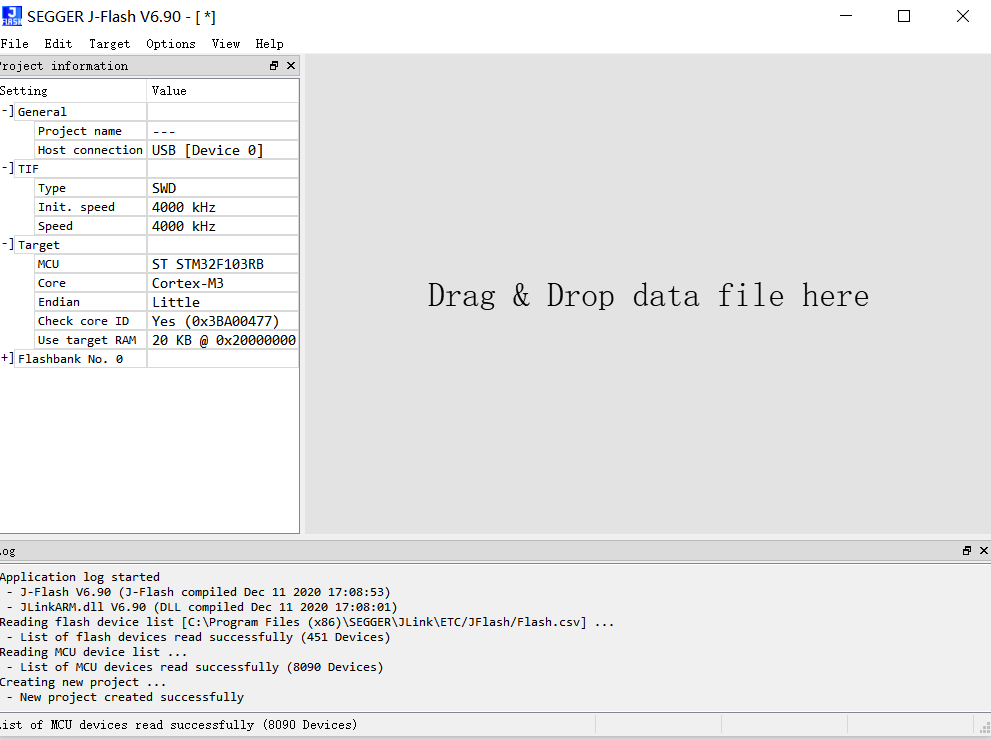 SEGGER J-Flash V6.90 - [ *]
File Edit Target Options View Help
Project information
Setting Value
-] General
Project name ---
Host connection USB [Device 0]
-] TIF
Type SWD
Init. speed 4000 kHz
Speed 4000 kHz
-] Target
MCU ST STM32F103RB
Core Cortex-M3
Endian Little
Check core ID Yes (0x3BA00477)
Use target RAM 20 KB @ 0x20000000
+] Flashbank No. 0
Drag & Drop data file here
Log
Application log started
- J-Flash V6.90 (J-Flash compiled Dec 11 2020 17:08:53)
- JLinkARM.dll V6.90 (DLL compiled Dec 11 2020 17:08:01)
Reading flash device list [C:\Program Files (x86)\SEGGER\JLink\ETC/JFlash/Flash.csv] ...
- List of flash devices read successfully (451 Devices)
Reading MCU device list ...
- List of MCU devices read successfully (8090 Devices)
Creating new project ...
- New project created successfully
List of MCU devices read successfully (8090 Devices)